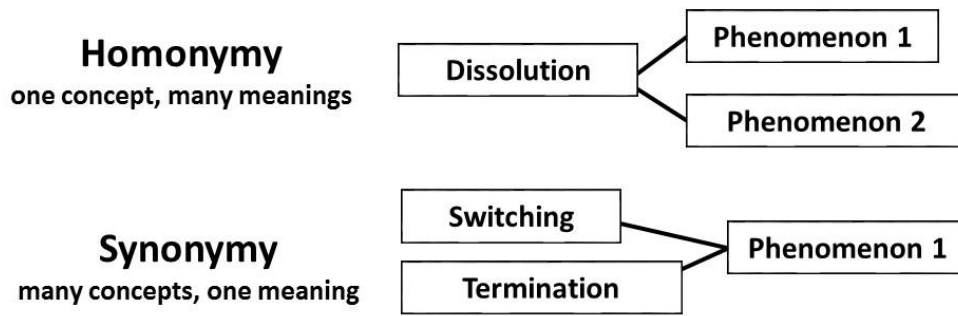 Homonymy
one concept, many meanings
Dissolution
Phenomenon 1
Phenomenon 2
Synonymy
many concepts, one meaning
Switching
Termination
Phenomenon 1